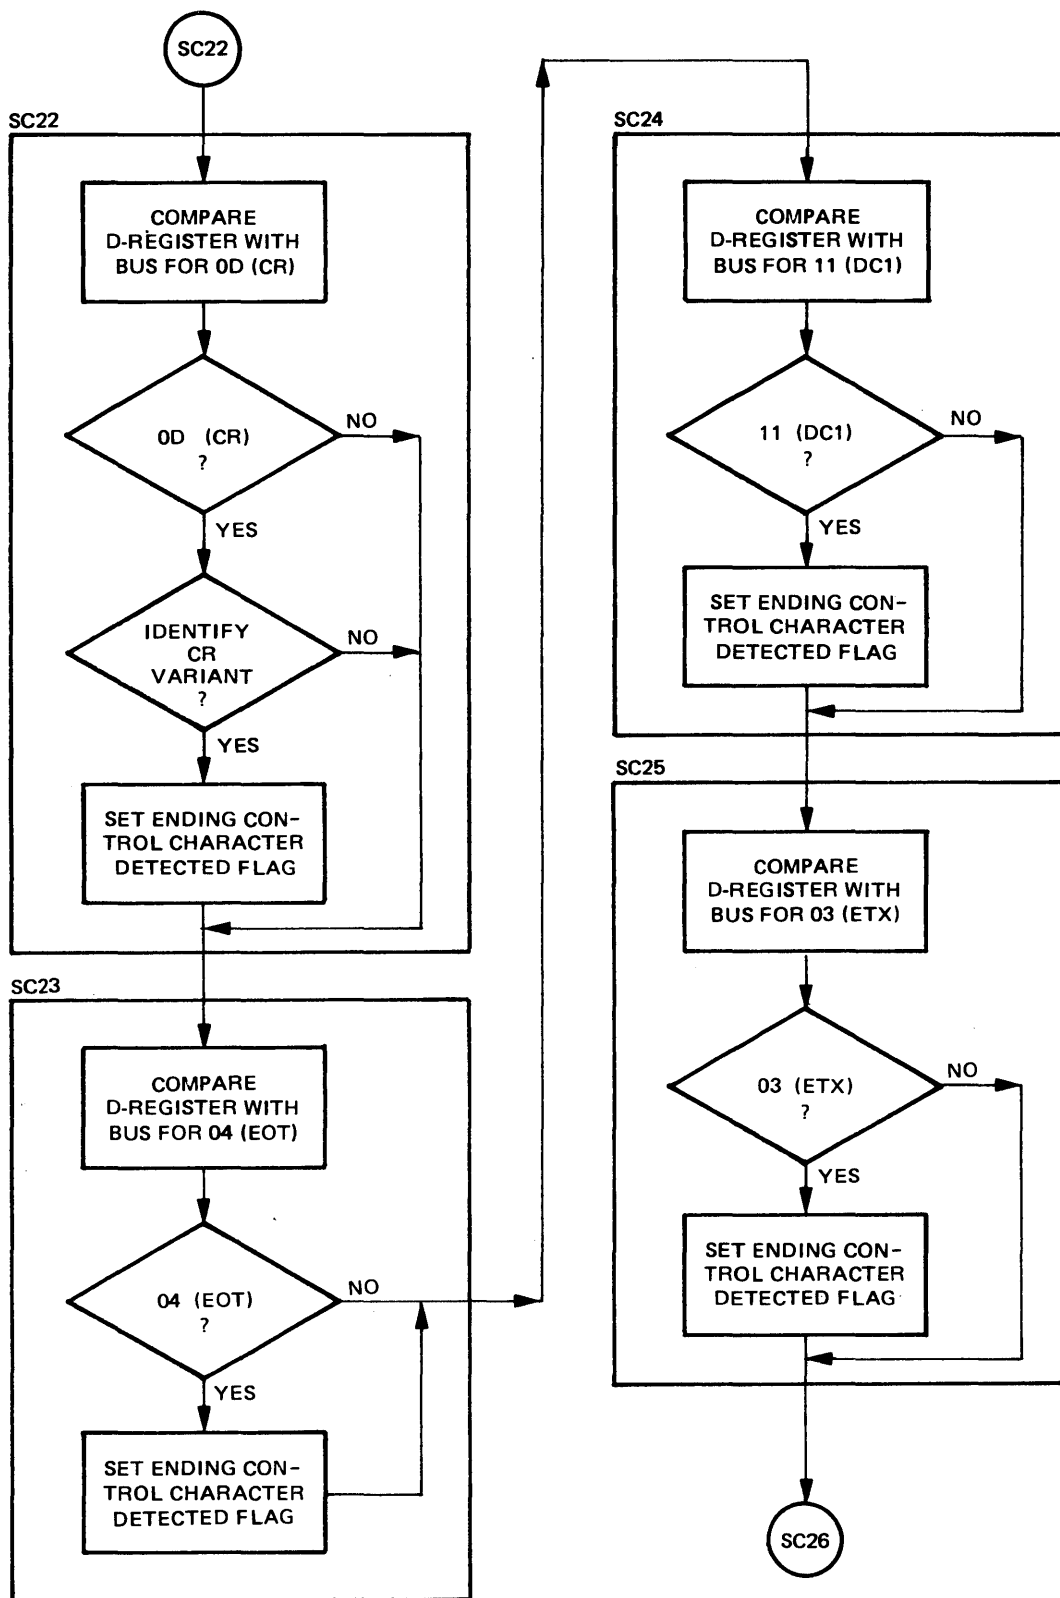 SC22
SC22
COMPARE
D-REGISTER WITH
BUS FOR 0D (CR)
0D (CR)
?
NO
YES
IDENTIFY
CR
VARIANT
?
NO
YES
SET ENDING CON-
TROL CHARACTER
DETECTED FLAG
SC23
COMPARE
D-REGISTER WITH
BUS FOR 04 (EOT)
04 (EOT)
?
NO
YES
SET ENDING CON-
TROL CHARACTER
DETECTED FLAG
SC24
COMPARE
D-REGISTER WITH
BUS FOR 11 (DC1)
11 (DC1)
?
NO
YES
SET ENDING CON-
TROL CHARACTER
DETECTED FLAG
SC25
COMPARE
D-REGISTER WITH
BUS FOR 03 (ETX)
03 (ETX)
?
NO
YES
SET ENDING CON-
TROL CHARACTER
DETECTED FLAG
SC26